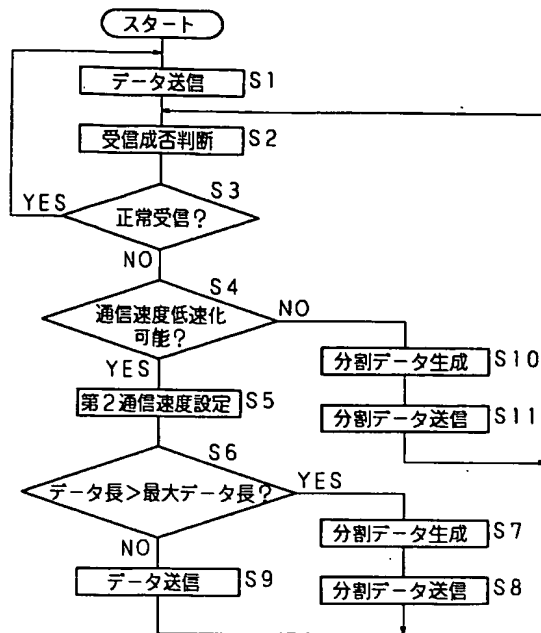 スタート
データ送信 S1
受信成否判断 S2
S3
YES
正常受信?
NO
S4
通信速度低速化
可能?
NO
YES
分割データ生成 S10
第2通信速度設定 S5
分割データ送信 S11
S6
データ長>最大データ長?
YES
NO
分割データ生成 S7
データ送信 S9
分割データ送信 S8